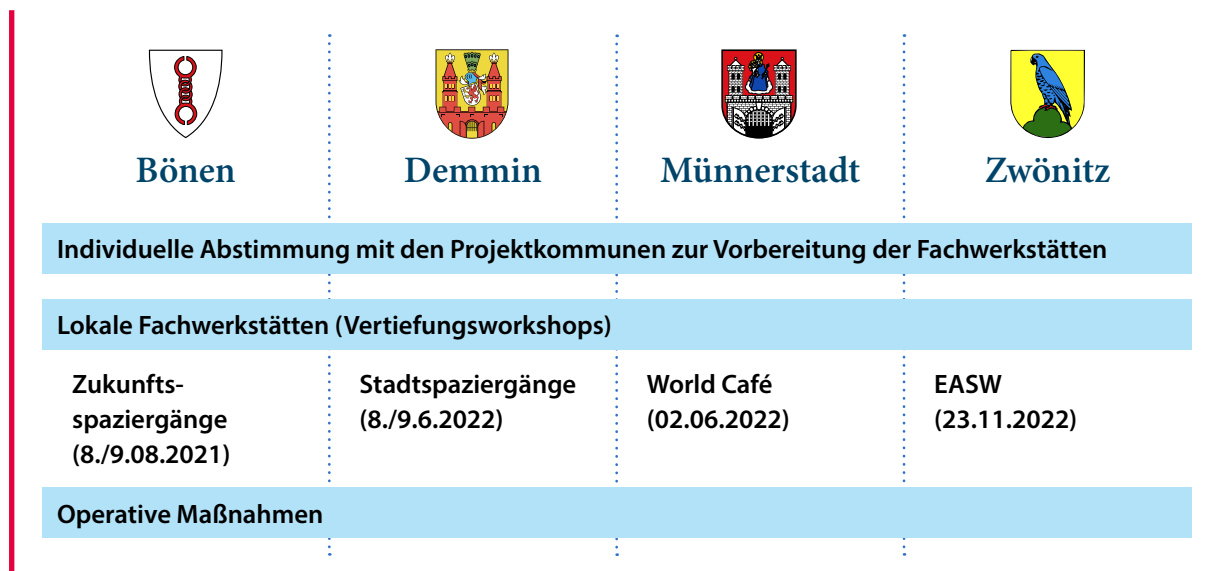 Bönen
Demmin
Münnerstadt
Zwönitz
Individuelle Abstimmung mit den Projektkommunen zur Vorbereitung der Fachwerkstätten
Lokale Fachwerkstätten (Vertiefungsworkshops)
Zukunfts-
spaziergänge
(8./9.08.2021)
Stadtspaziergänge
(8./9.6.2022)
World Café
(02.06.2022)
EASW
(23.11.2022)
Operative Maßnahmen